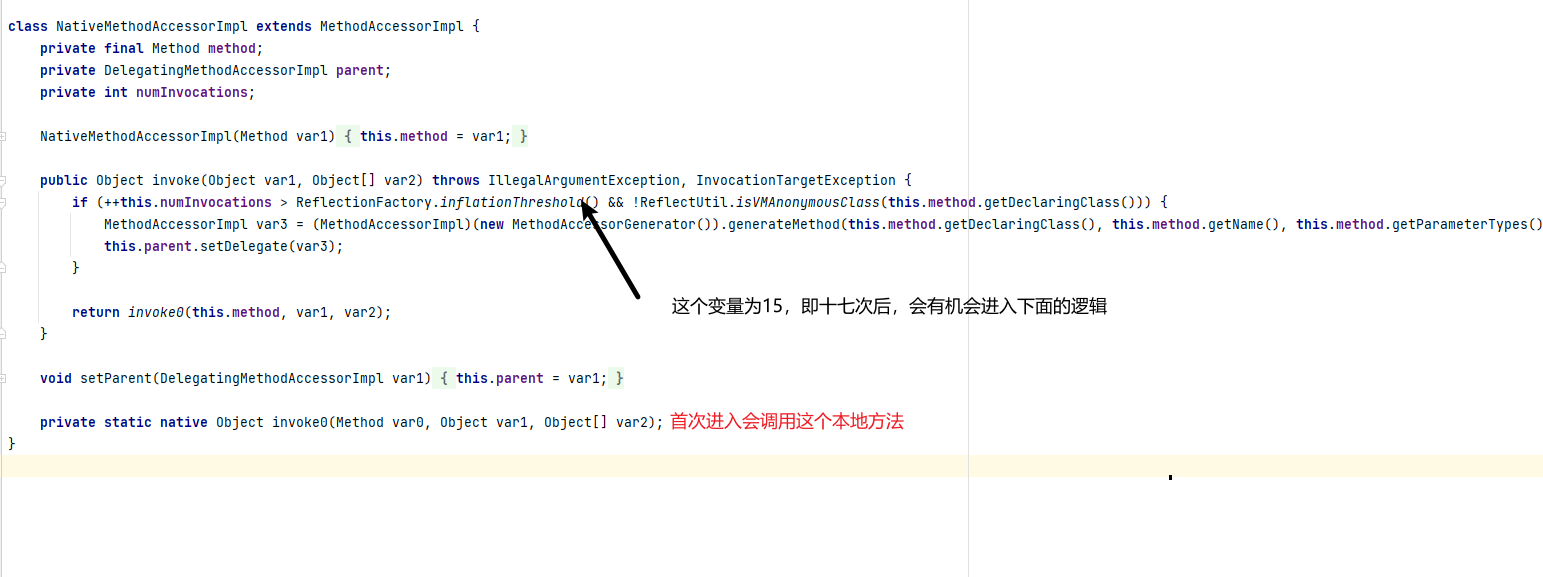 class NativeMethodAccessorImpl extends MethodAccessorImpl {
private final Method method;
private DelegatingMethodAccessorImpl parent;
private int numInvocations;
NativeMethodAccessorImpl(Method var1) { this.method = var1; }
public Object invoke(Object var1, Object[] var2) throws IllegalArgumentException, InvocationTargetException {
if (++this.numInvocations > ReflectionFactory.inflationThreshold() && !ReflectUtil.isVMAnonymousClass(this.method.getDeclaringClass())) {
MethodAccessorImpl var3 = (MethodAccessorImpl)(new MethodAccessorGenerator()).generateMethod(this.method.getDeclaringClass(), this.method.getName(), this.method.getParameterTypes()
this.parent.setDelegate(var3);
}
这个变量为15，即十七次后，会有机会进入下面的逻辑
return invoke0(this.method, var1, var2);
}
void setParent(DelegatingMethodAccessorImpl var1) { this.parent = var1; }
private static native Object invoke0(Method var0, Object var1, Object[] var2); 首次进入会调用这个本地方法
}